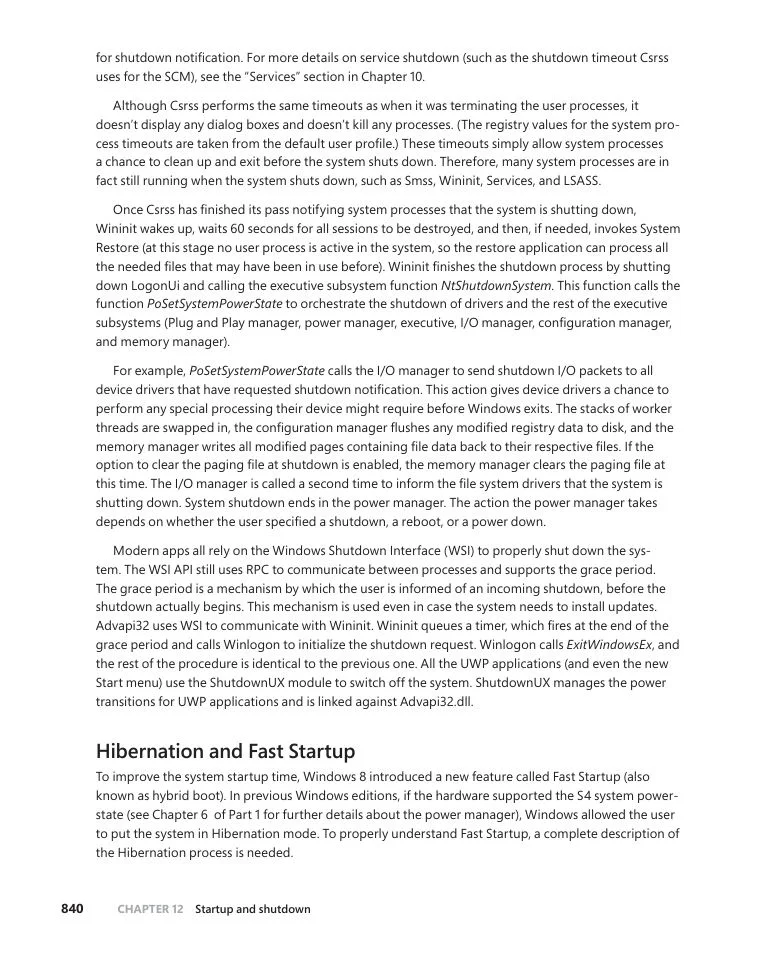 for shutdown notification. For more details on service shutdown (such as the shutdown timeout Csrss
uses for the SCM), see the “Services” section in Chapter 10.
Although Csrss performs the same timeouts as when it was terminating the user processes, it
doesn’t display any dialog boxes and doesn’t kill any processes. (The registry values for the system pro-
cess timeouts are taken from the default user profile.) These timeouts simply allow system processes
a chance to clean up and exit before the system shuts down. Therefore, many system processes are in
fact still running when the system shuts down, such as Smss, Wininit, Services, and LSASS.
Once Csrss has finished its pass notifying system processes that the system is shutting down,
Wininit wakes up, waits 60 seconds for all sessions to be destroyed, and then, if needed, invokes System
Restore (at this stage no user process is active in the system, so the restore application can process all
the needed files that may have been in use before). Wininit finishes the shutdown process by shutting
down LogonUi and calling the executive subsystem function NtShutdownSystem. This function calls the
function PoSetSystemPowerState to orchestrate the shutdown of drivers and the rest of the executive
subsystems (Plug and Play manager, power manager, executive, I/O manager, configuration manager,
and memory manager).
For example, PoSetSystemPowerState calls the I/O manager to send shutdown I/O packets to all
device drivers that have requested shutdown notification. This action gives device drivers a chance to
perform any special processing their device might require before Windows exits. The stacks of worker
threads are swapped in, the configuration manager flushes any modified registry data to disk, and the
memory manager writes all modified pages containing file data back to their respective files. If the
option to clear the paging file at shutdown is enabled, the memory manager clears the paging file at
this time. The I/O manager is called a second time to inform the file system drivers that the system is
shutting down. System shutdown ends in the power manager. The action the power manager takes
depends on whether the user specified a shutdown, a reboot, or a power down.
Modern apps all rely on the Windows Shutdown Interface (WSI) to properly shut down the sys-
tem. The WSI API still uses RPC to communicate between processes and supports the grace period.
The grace period is a mechanism by which the user is informed of an incoming shutdown, before the
shutdown actually begins. This mechanism is used even in case the system needs to install updates.
Advapi32 uses WSI to communicate with Wininit. Wininit queues a timer, which fires at the end of the
grace period and calls Winlogon to initialize the shutdown request. Winlogon calls ExitWindowsEx, and
the rest of the procedure is identical to the previous one. All the UWP applications (and even the new
Start menu) use the ShutdownUX module to switch off the system. ShutdownUX manages the power
transitions for UWP applications and is linked against Advapi32.dll.
Hibernation and Fast Startup
To improve the system startup time, Windows 8 introduced a new feature called Fast Startup (also
known as hybrid boot). In previous Windows editions, if the hardware supported the S4 system power-
state (see Chapter 6 of Part 1 for further details about the power manager), Windows allowed the user
to put the system in Hibernation mode. To properly understand Fast Startup, a complete description of
the Hibernation process is needed.
840 CHAPTER 12 Startup and shutdown